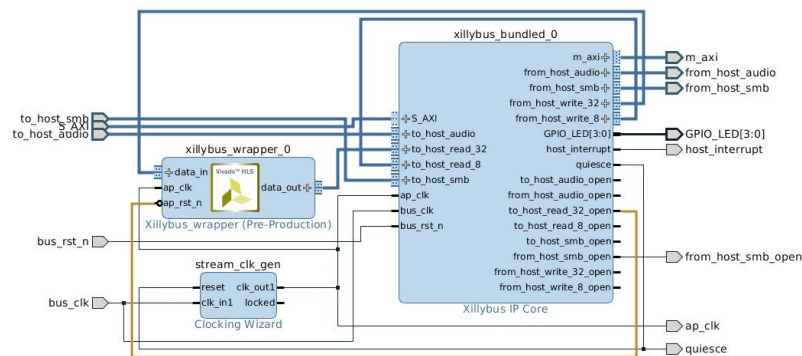 xillybus_bundled_0
m_axi
from_host_audio
from_host_smb
from_host_write_32
from_host_write_8
GPIO_LED[3:0]
host_interrupt
quiesce
to_host_audio_open
from_host_audio_open
to_host_read_32_open
to_host_read_8_open
to_host_smb_open
from_host_smb_open
from_host_write_32_open
from_host_write_8_open
S_AXI
to_host_audio
to_host_read_32
to_host_read_8
to_host_smb
ap_clk
bus_clk
bus_rst_n
Xillybus IP Core
to_host_smb
S_AXI
to_host_audio
xillybus_wrapper_0
data_in
ap_clk
ap_rst_n
Vivado™ HLS
data_out
Xillybus_wrapper (Pre-Production)
bus_rst_n
bus_clk
stream_clk_gen
reset
clk_in1
clk_out1
locked
Clocking Wizard
m_axi
from_host_audio
from_host_smb
GPIO_LED[3:0]
host_interrupt
from_host_smb_open
ap_clk
quiesce